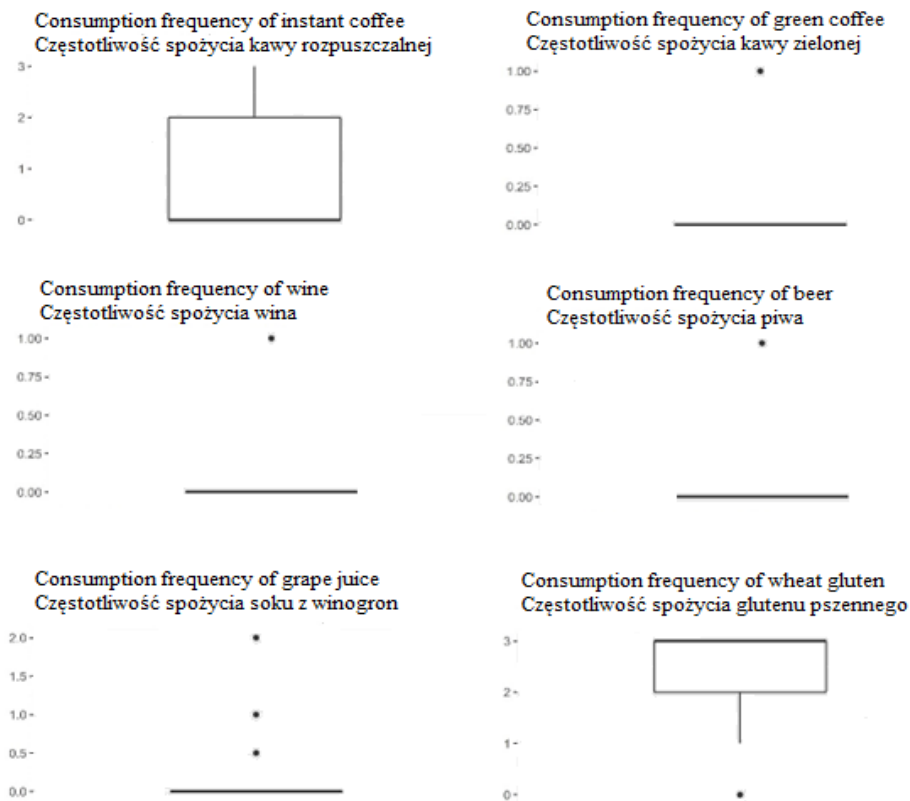 Consumption frequency of instant coffee
Częstotliwość spożycia kawy rozpuszczalnej
3
2
1
0
Consumption frequency of green coffee
Częstotliwość spożycia kawy zielonej
1.00
0.75
0.50
0.25
0.00
Consumption frequency of wine
Częstotliwość spożycia wina
1.00
0.75
0.50
0.25
0.00
Consumption frequency of beer
Częstotliwość spożycia piwa
1.00
0.75
0.50
0.25
0.00
Consumption frequency of grape juice
Częstotliwość spożycia soku z winogron
2.0
1.5
1.0
0.5
0.0
Consumption frequency of wheat gluten
Częstotliwość spożycia glutenu pszennego
3
2
1
0